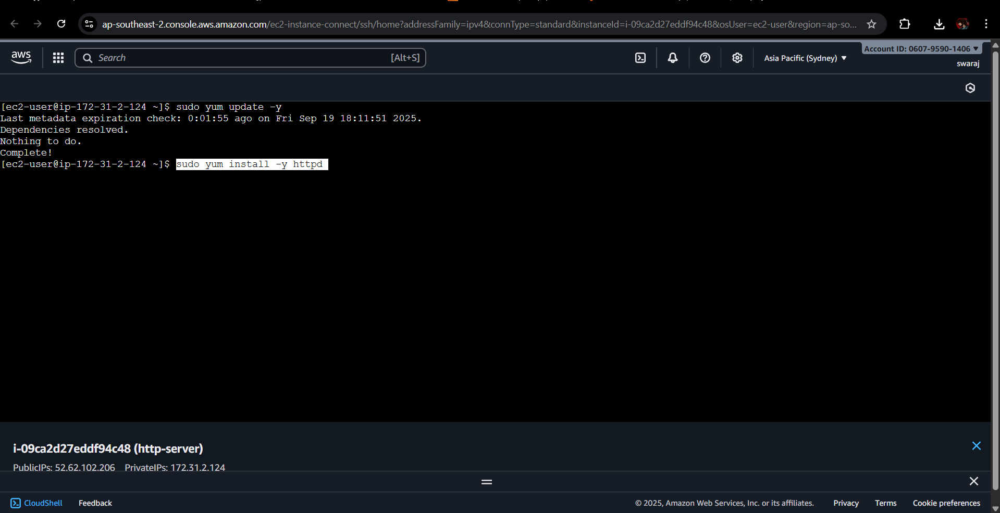 ap-southeast-2.console.aws.amazon.com/ec2-instance-connect/ssh/home?addressFamily=ipv4&connType=standard&instanceId=i-09ca2d27eddf94c48&osUser=ec2-user&region=ap-so...
aws
Search [Alt+S]
Asia Pacific (Sydney)
Account ID: 0607-9590-1406
swaraj
[ec2-user@ip-172-31-2-124 ~]$ sudo yum update -y
Last metadata expiration check: 0:01:55 ago on Fri Sep 19 18:11:51 2025.
Dependencies resolved.
Nothing to do.
Complete!
[ec2-user@ip-172-31-2-124 ~]$ sudo yum install -y httpd
i-09ca2d27eddf94c48 (http-server)
PublicIPs: 52.62.102.206 PrivateIPs: 172.31.2.124
CloudShell Feedback © 2025, Amazon Web Services, Inc. or its affiliates. Privacy Terms Cookie preferences